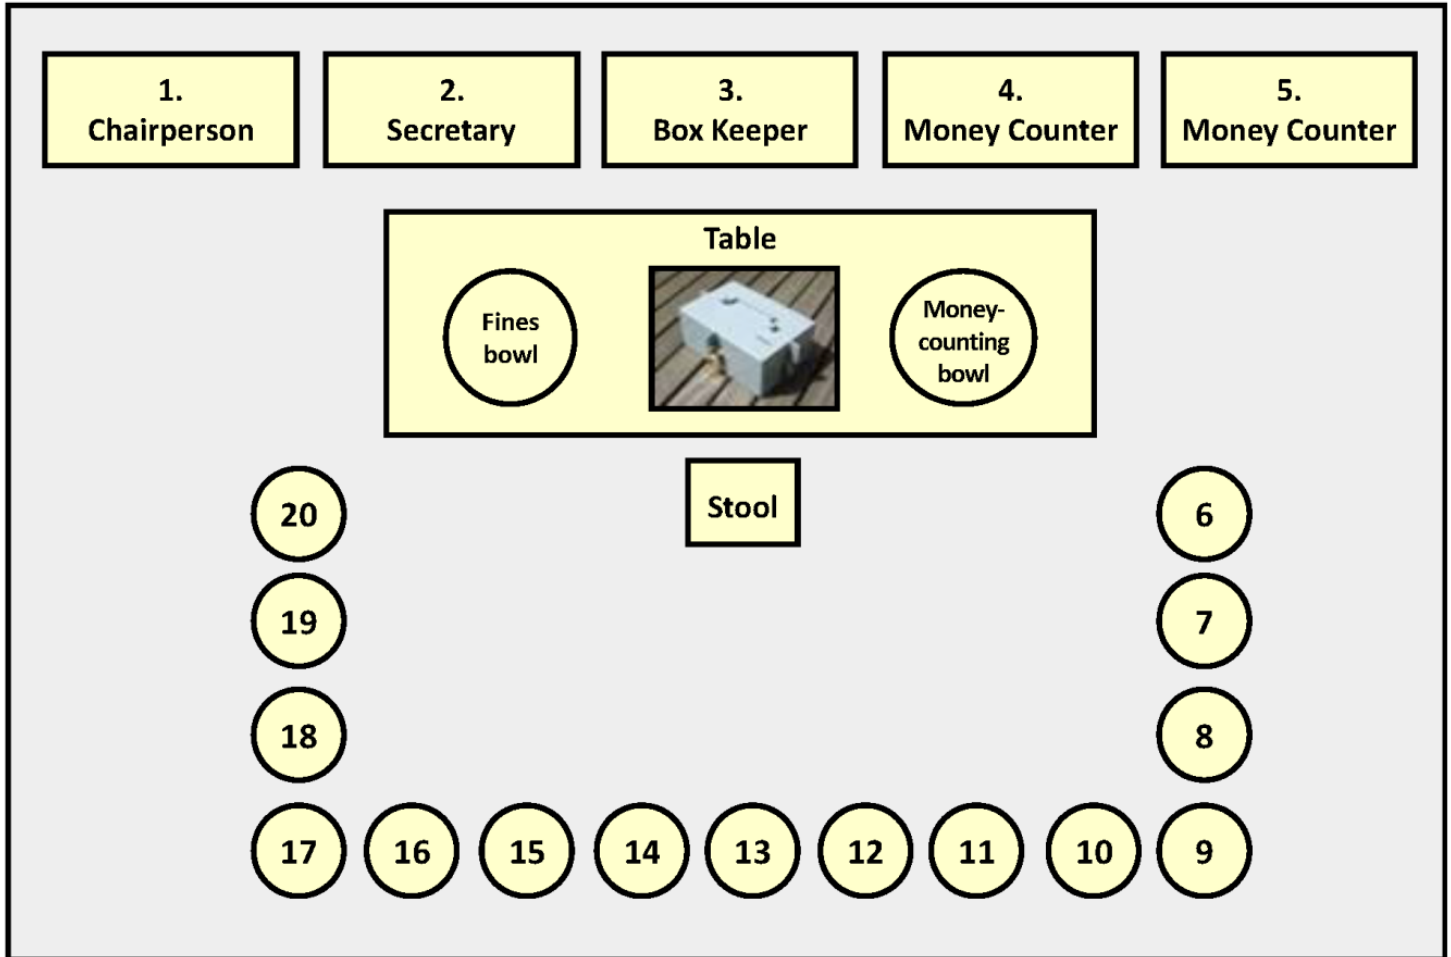 1.
Chairperson
2.
Secretary
3.
Box Keeper
4.
Money Counter
5.
Money Counter
Table
Fines
bowl
Money-
counting
bowl
Stool
20
6
19
7
18
8
17
16
15
14
13
12
11
10
9